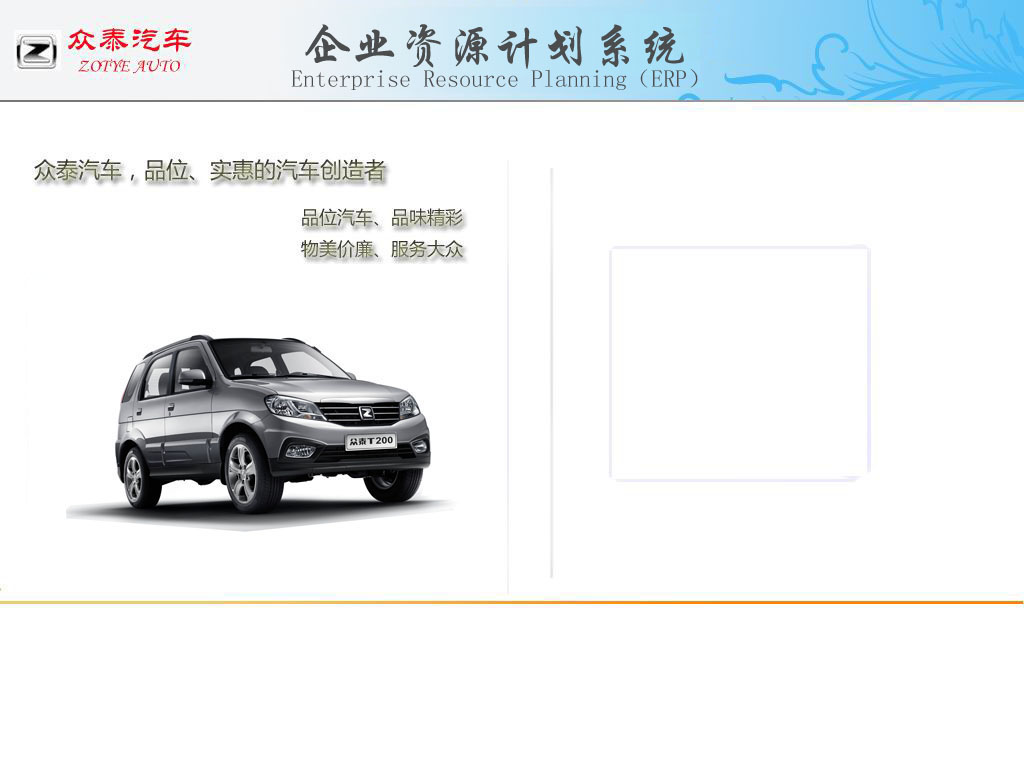 众泰汽车
ZOTYE AUTO
企业资源计划系统
Enterprise Resource Planning（ERP）
众泰汽车，品位、实惠的汽车创造者
品位汽车、品味精彩
物美价廉、服务大众
众泰T200